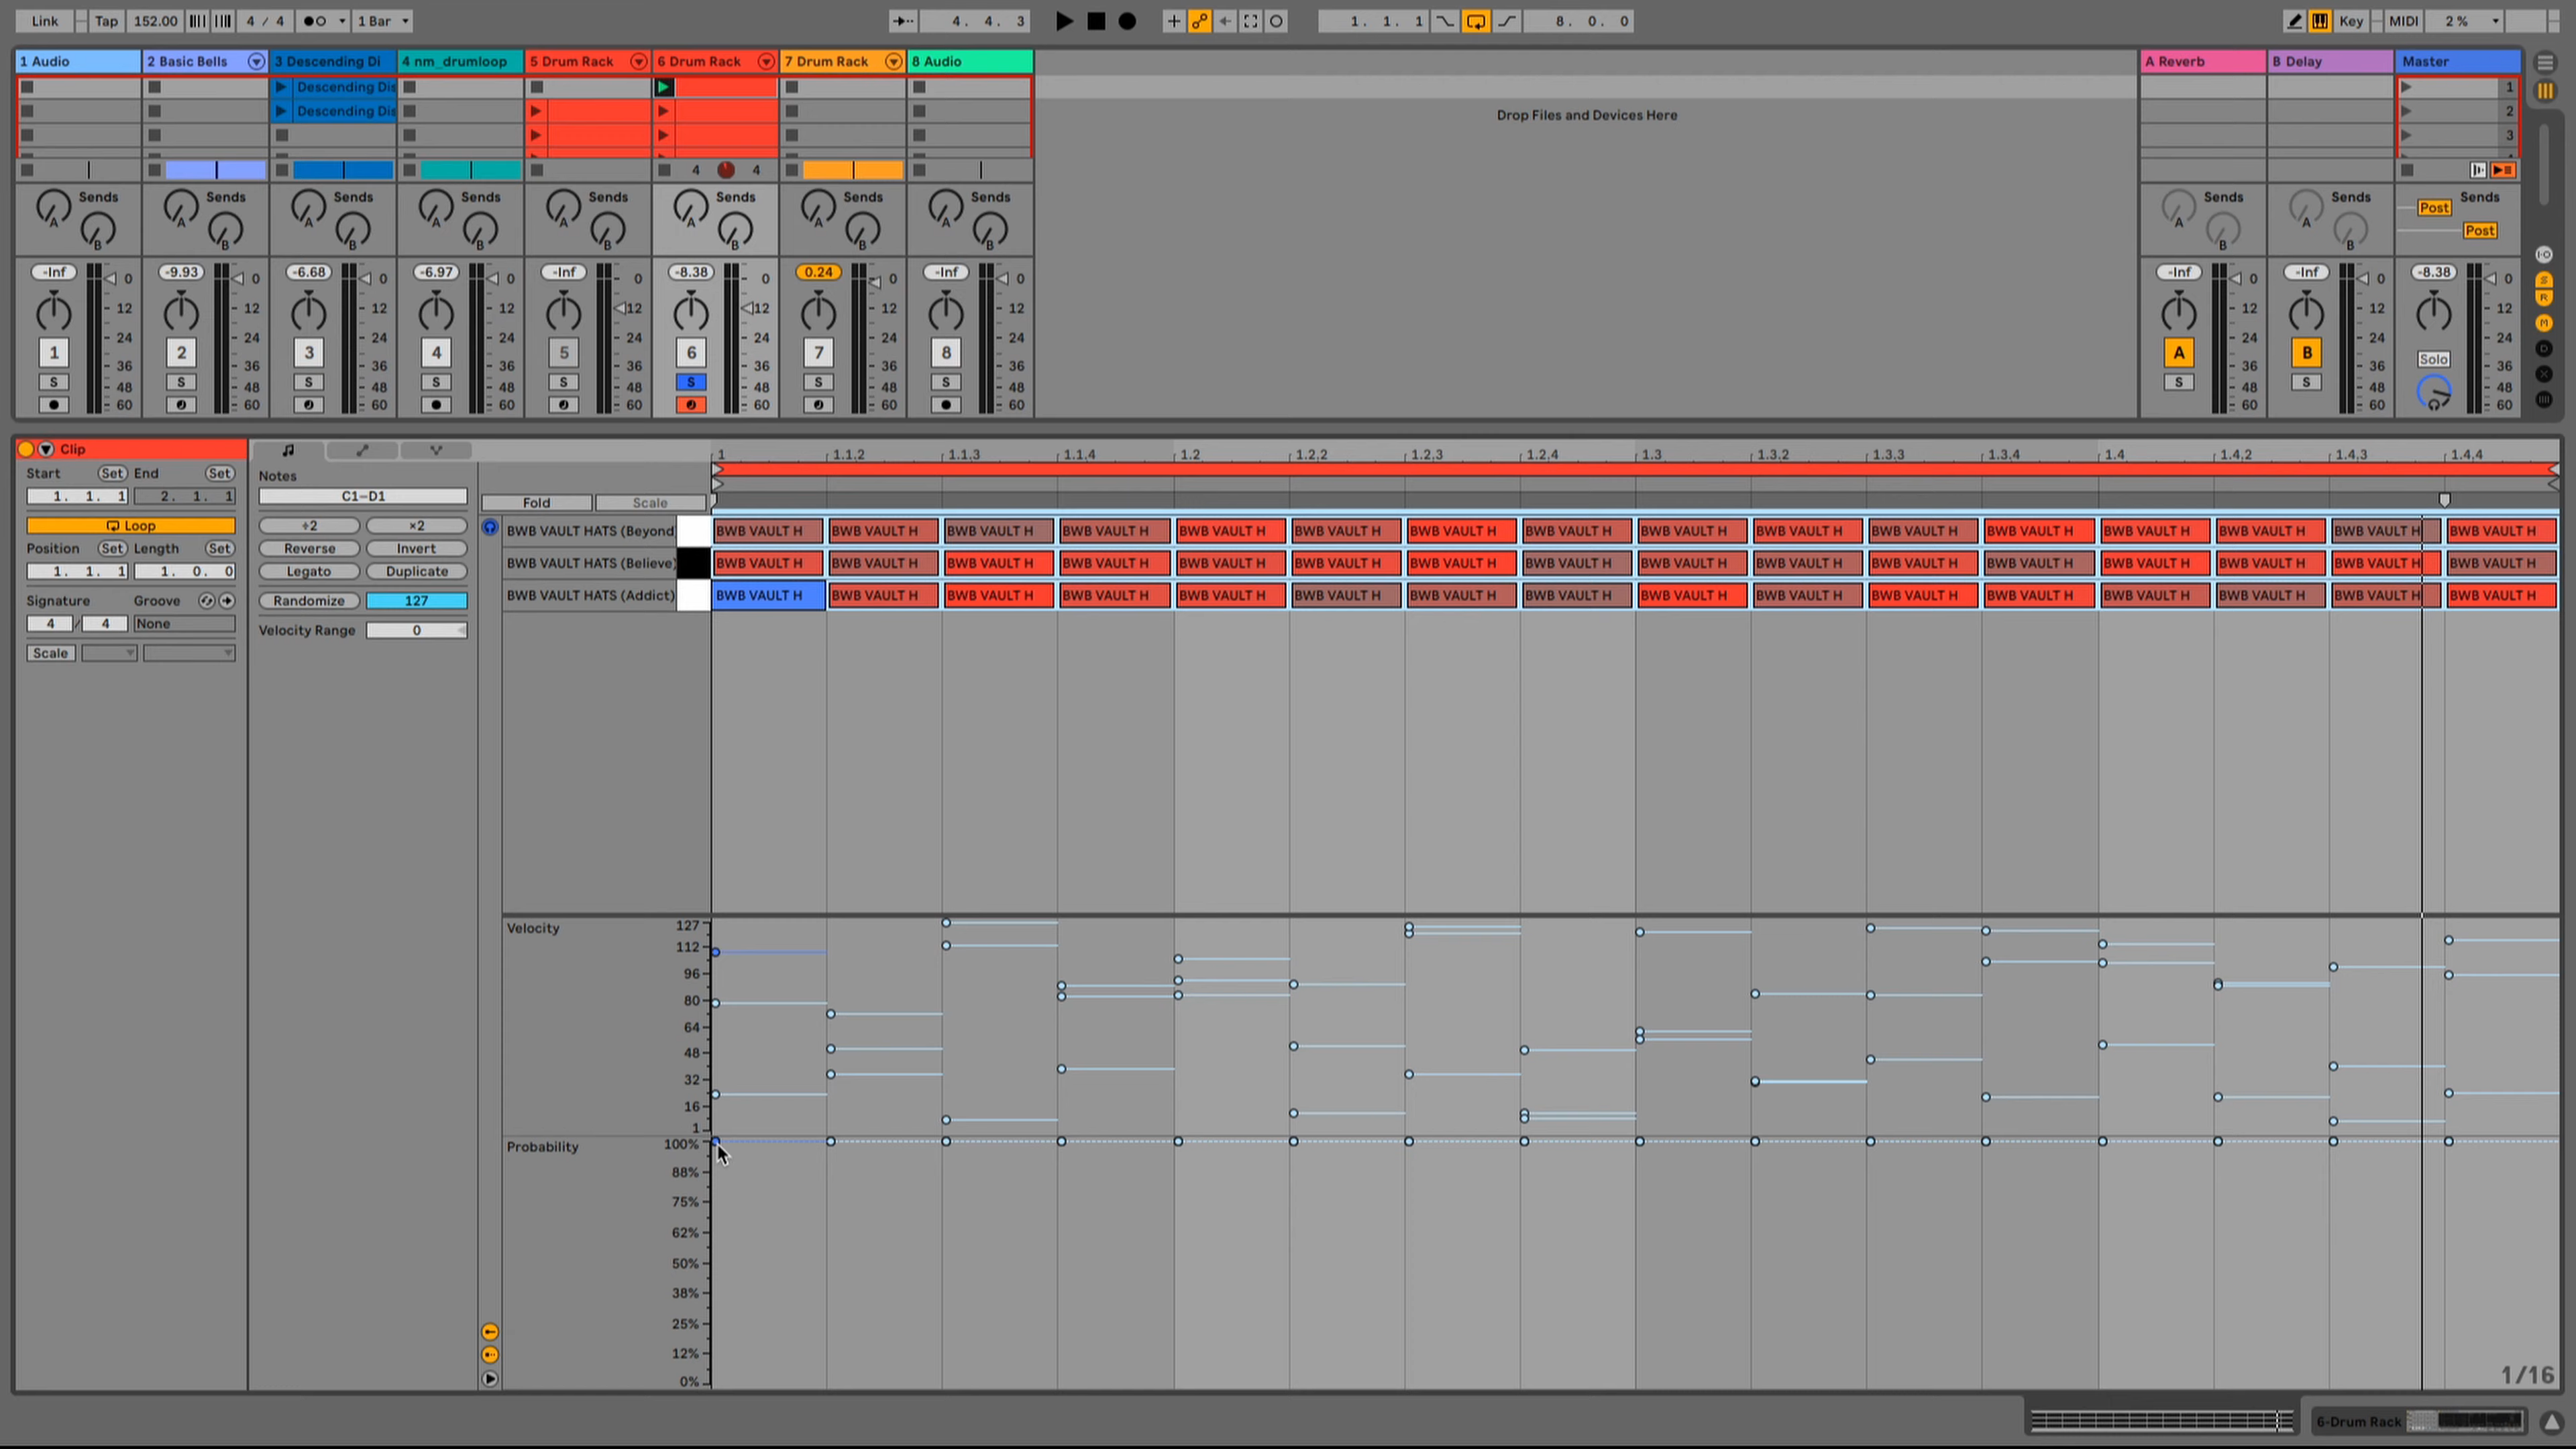 Link Tap 152.00 4 / 4 1 Bar 4. 4. 3 1. 1. 1 8. 0. 0 Key MIDI 2 %
1 Audio 2 Basic Bells 3 Descending Di 4 nm_drumloop 5 Drum Rack 6 Drum Rack 7 Drum Rack 8 Audio A Reverb B Delay Master
Descending Dis 1
Descending Dis 2
Drop Files and Devices Here
3
4 4
Sends Sends Sends Sends Sends Sends Sends Sends Sends Sends Sends
A A A A A A A A A A Post
B B B B B B B B B B Post
-Inf 0 -9.93 0 -6.68 0 -6.97 0 -Inf 0 -8.38 0 0.24 0 -Inf 0 -Inf 0 -Inf 0 -8.38 0
12 12 12 12 12 12 12 12 12 12 12
24 24 24 24 24 24 24 24 24 24 24
1 2 3 4 5 6 7 8 A B Solo
36 36 36 36 36 36 36 36 36 36 36
S S S S S S S S S S
48 48 48 48 48 48 48 48 48 48 48
60 60 60 60 60 60 60 60 60 60 60
Clip
1 1.1.2 1.1.3 1.1.4 1.2 1.2.2 1.2.3 1.2.4 1.3 1.3.2 1.3.3 1.3.4 1.4 1.4.2 1.4.3 1.4.4
Start Set End Set
1. 1. 1 2. 1. 1
Loop
Position Set Length Set
1. 1. 1 1. 0. 0
Signature Groove
4 / 4 None
Scale
Notes
C1–D1
÷2 ×2
Reverse Invert
Legato Duplicate
Randomize 127
Velocity Range 0
Fold Scale
BWB VAULT HATS (Beyond) BWB VAULT H BWB VAULT H BWB VAULT H BWB VAULT H BWB VAULT H BWB VAULT H BWB VAULT H BWB VAULT H BWB VAULT H BWB VAULT H BWB VAULT H BWB VAULT H BWB VAULT H BWB VAULT H BWB VAULT H BWB VAULT H
BWB VAULT HATS (Believe) BWB VAULT H BWB VAULT H BWB VAULT H BWB VAULT H BWB VAULT H BWB VAULT H BWB VAULT H BWB VAULT H BWB VAULT H BWB VAULT H BWB VAULT H BWB VAULT H BWB VAULT H BWB VAULT H BWB VAULT H BWB VAULT H
BWB VAULT HATS (Addict) BWB VAULT H BWB VAULT H BWB VAULT H BWB VAULT H BWB VAULT H BWB VAULT H BWB VAULT H BWB VAULT H BWB VAULT H BWB VAULT H BWB VAULT H BWB VAULT H BWB VAULT H BWB VAULT H BWB VAULT H BWB VAULT H
Velocity 127
112
96
80
64
48
32
16
1
Probability 100%
88%
75%
62%
50%
38%
25%
12%
0%
1/16
6-Drum Rack